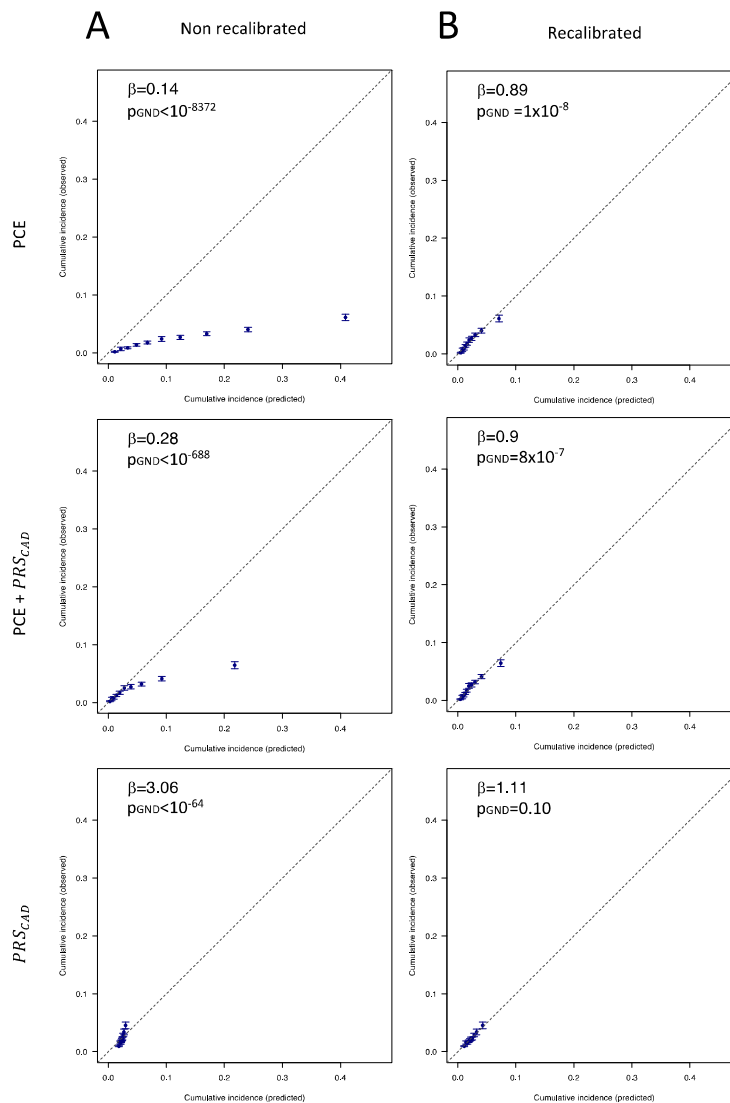 A
Non recalibrated
B
Recalibrated
PCE
β=0.14
pGND<10^-8372
0.4
0.3
0.2
0.1
0.0
Cumulative incidence (observed)
0.0 0.1 0.2 0.3 0.4
Cumulative incidence (predicted)
β=0.89
pGND =1x10^-8
0.4
0.3
0.2
0.1
0.0
Cumulative incidence (observed)
0.0 0.1 0.2 0.3 0.4
Cumulative incidence (predicted)
PCE + PRS_CAD
β=0.28
pGND<10^-688
0.4
0.3
0.2
0.1
0.0
Cumulative incidence (observed)
0.0 0.1 0.2 0.3 0.4
Cumulative incidence (predicted)
β=0.9
pGND=8x10^-7
0.4
0.3
0.2
0.1
0.0
Cumulative incidence (observed)
0.0 0.1 0.2 0.3 0.4
Cumulative incidence (predicted)
PRS_CAD
β=3.06
pGND<10^-64
0.4
0.3
0.2
0.1
0.0
Cumulative incidence (observed)
0.0 0.1 0.2 0.3 0.4
Cumulative incidence (predicted)
β=1.11
pGND=0.10
0.4
0.3
0.2
0.1
0.0
Cumulative incidence (observed)
0.0 0.1 0.2 0.3 0.4
Cumulative incidence (predicted)